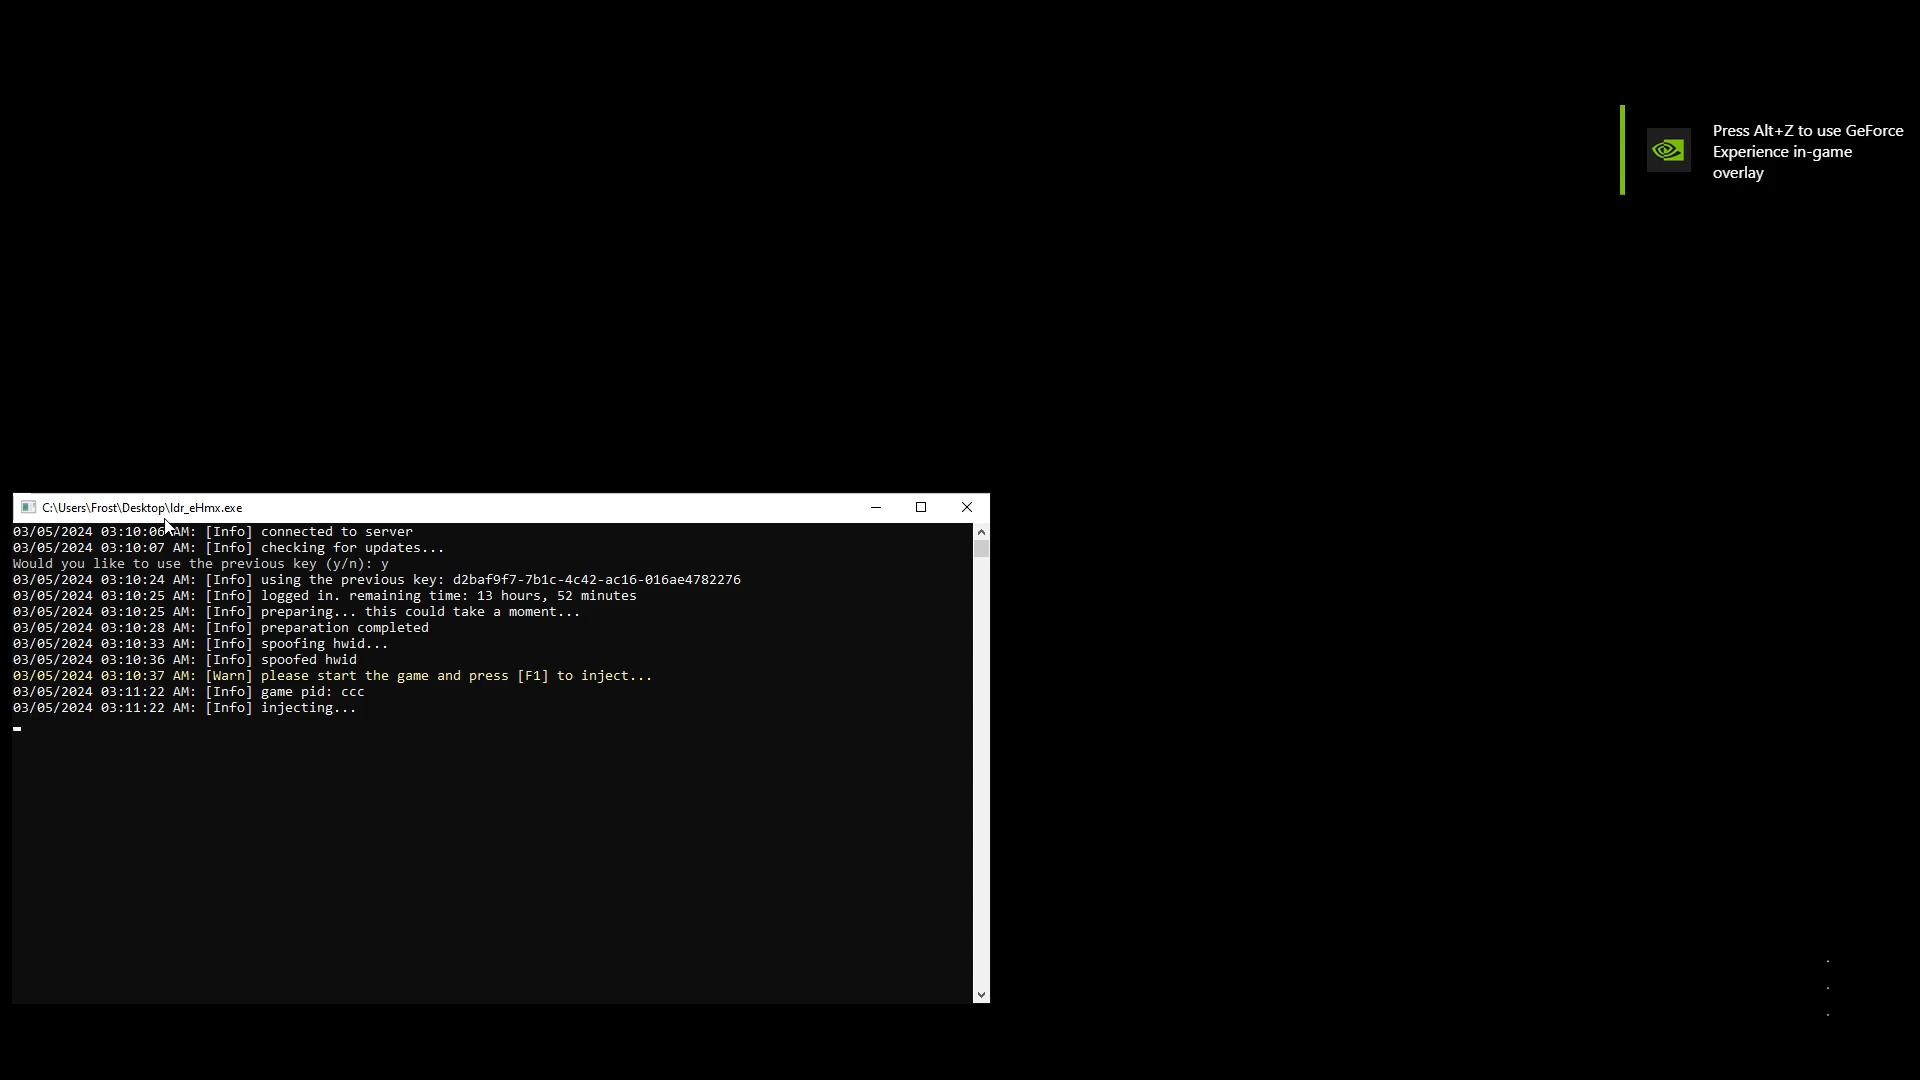 Press Alt+Z to use GeForce
Experience in-game
overlay
C:\Users\Frost\Desktop\ldr_eHmx.exe
03/05/2024 03:10:06 AM: [Info] connected to server
03/05/2024 03:10:07 AM: [Info] checking for updates...
Would you like to use the previous key (y/n): y
03/05/2024 03:10:24 AM: [Info] using the previous key: d2baf9f7-7b1c-4c42-ac16-016ae4782276
03/05/2024 03:10:25 AM: [Info] logged in. remaining time: 13 hours, 52 minutes
03/05/2024 03:10:25 AM: [Info] preparing... this could take a moment...
03/05/2024 03:10:28 AM: [Info] preparation completed
03/05/2024 03:10:33 AM: [Info] spoofing hwid...
03/05/2024 03:10:36 AM: [Info] spoofed hwid
03/05/2024 03:10:37 AM: [Warn] please start the game and press [F1] to inject...
03/05/2024 03:11:22 AM: [Info] game pid: ccc
03/05/2024 03:11:22 AM: [Info] injecting...